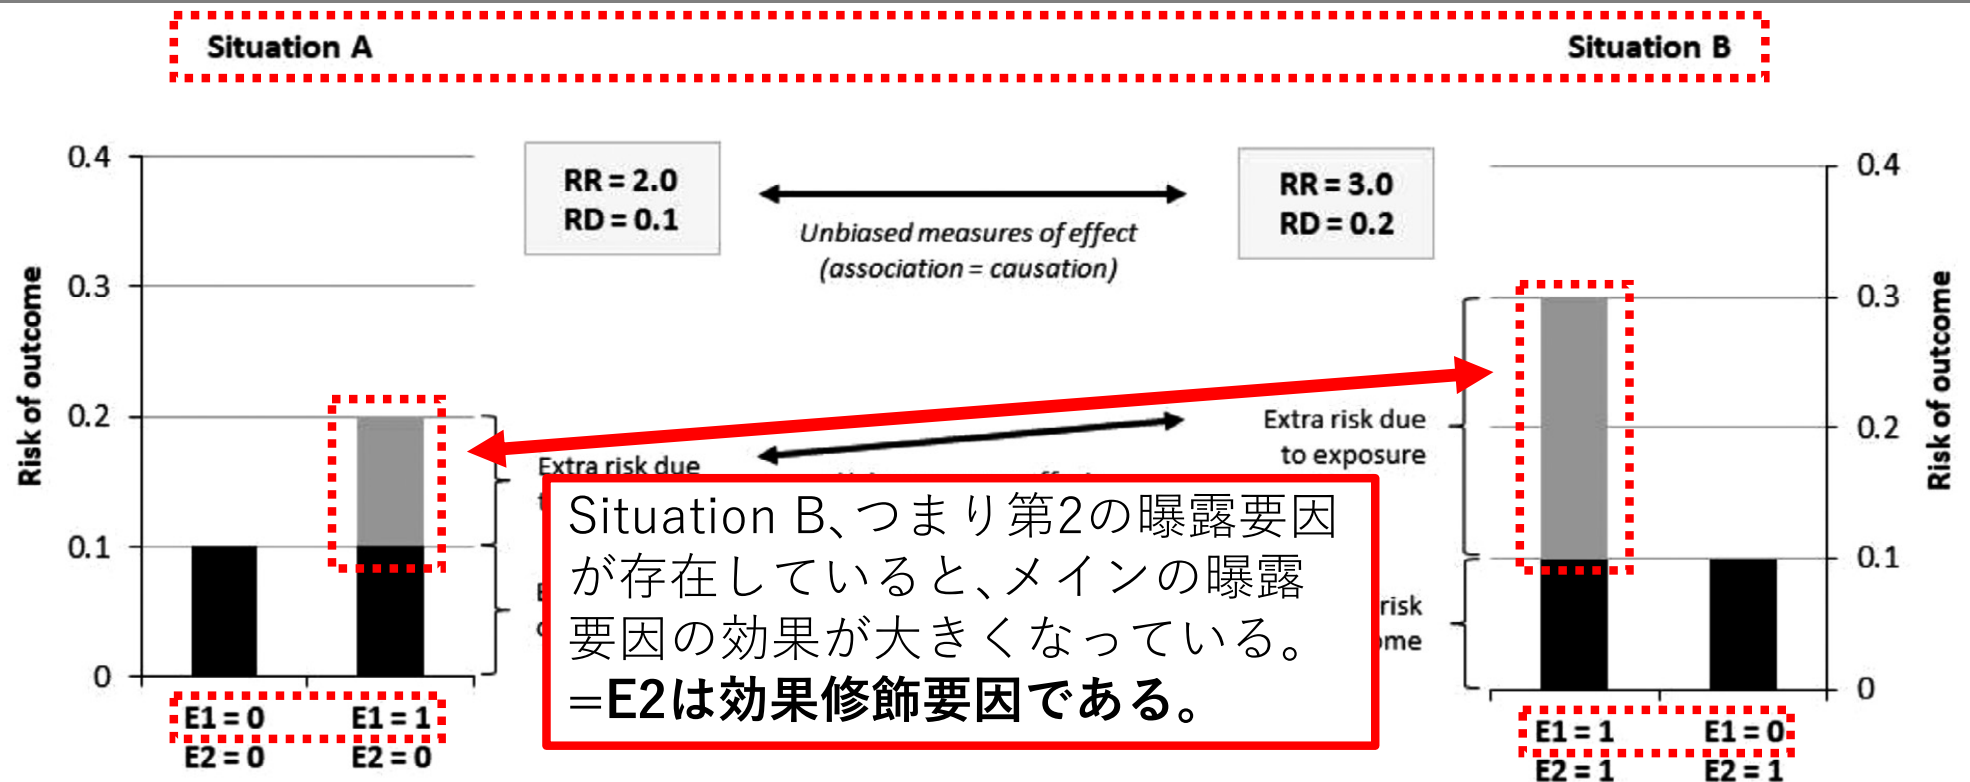 Situation A
Situation B
RR = 2.0
RD = 0.1
Unbiased measures of effect
(association = causation)
RR = 3.0
RD = 0.2
Risk of outcome
0.4
0.3
0.2
0.1
0
Extra risk due
Extra risk due
to exposure
risk
Situation B、つまり第2の曝露要因
が存在していると、メインの曝露
要因の効果が大きくなっている。
=E2は効果修飾要因である。
0.4
0.3
0.2
0.1
0
Risk of outcome
E1 = 0
E1 = 1
E2 = 0
E2 = 0
E1 = 1
E1 = 0
E2 = 1
E2 = 1